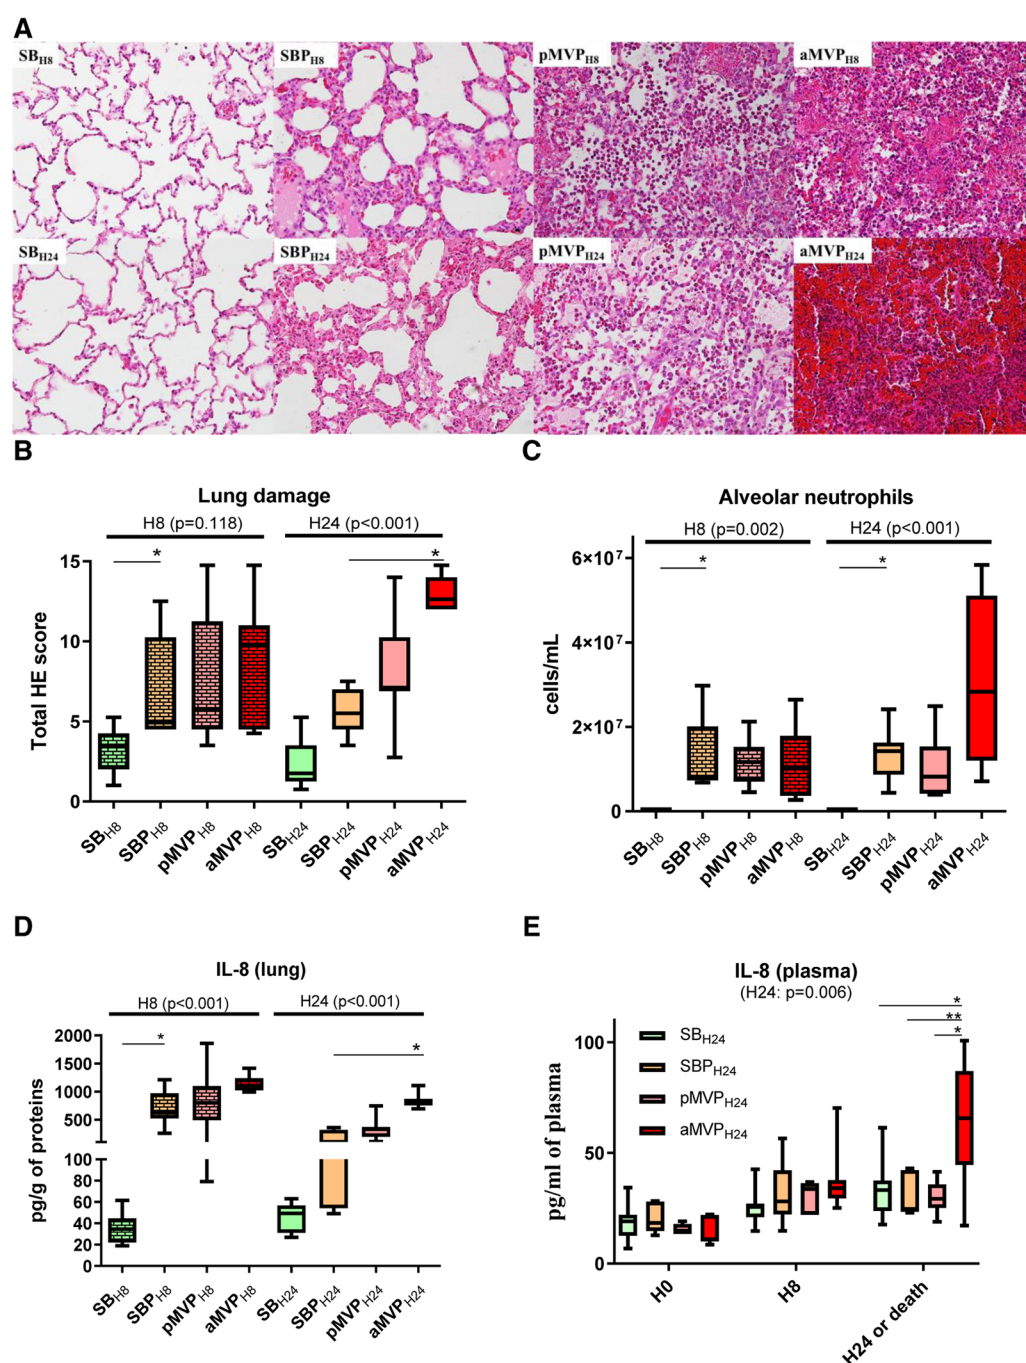 A
SBH8
SBPH8
pMVPH8
aMVPH8
SBH24
SBPH24
pMVPH24
aMVPH24
B
Lung damage
H8 (p=0.118)
H24 (p<0.001)
*
*
15
10
5
0
Total HE score
SBH8
SBPH8
pMVPH8
aMVPH8
SBH24
SBPH24
pMVPH24
aMVPH24
C
Alveolar neutrophils
H8 (p=0.002)
H24 (p<0.001)
*
*
6×10⁷
4×10⁷
2×10⁷
0
cells/mL
SBH8
SBPH8
pMVPH8
aMVPH8
SBH24
SBPH24
pMVPH24
aMVPH24
D
IL-8 (lung)
H8 (p<0.001)
H24 (p<0.001)
*
*
2000
1500
1000
500
100
80
60
40
20
0
pg/g of proteins
SBH8
SBPH8
pMVPH8
aMVPH8
SBH24
SBPH24
pMVPH24
aMVPH24
E
IL-8 (plasma)
(H24: p=0.006)
*
**
*
100
50
0
pg/ml of plasma
SBH24
SBPH24
pMVPH24
aMVPH24
H0
H8
H24 or death